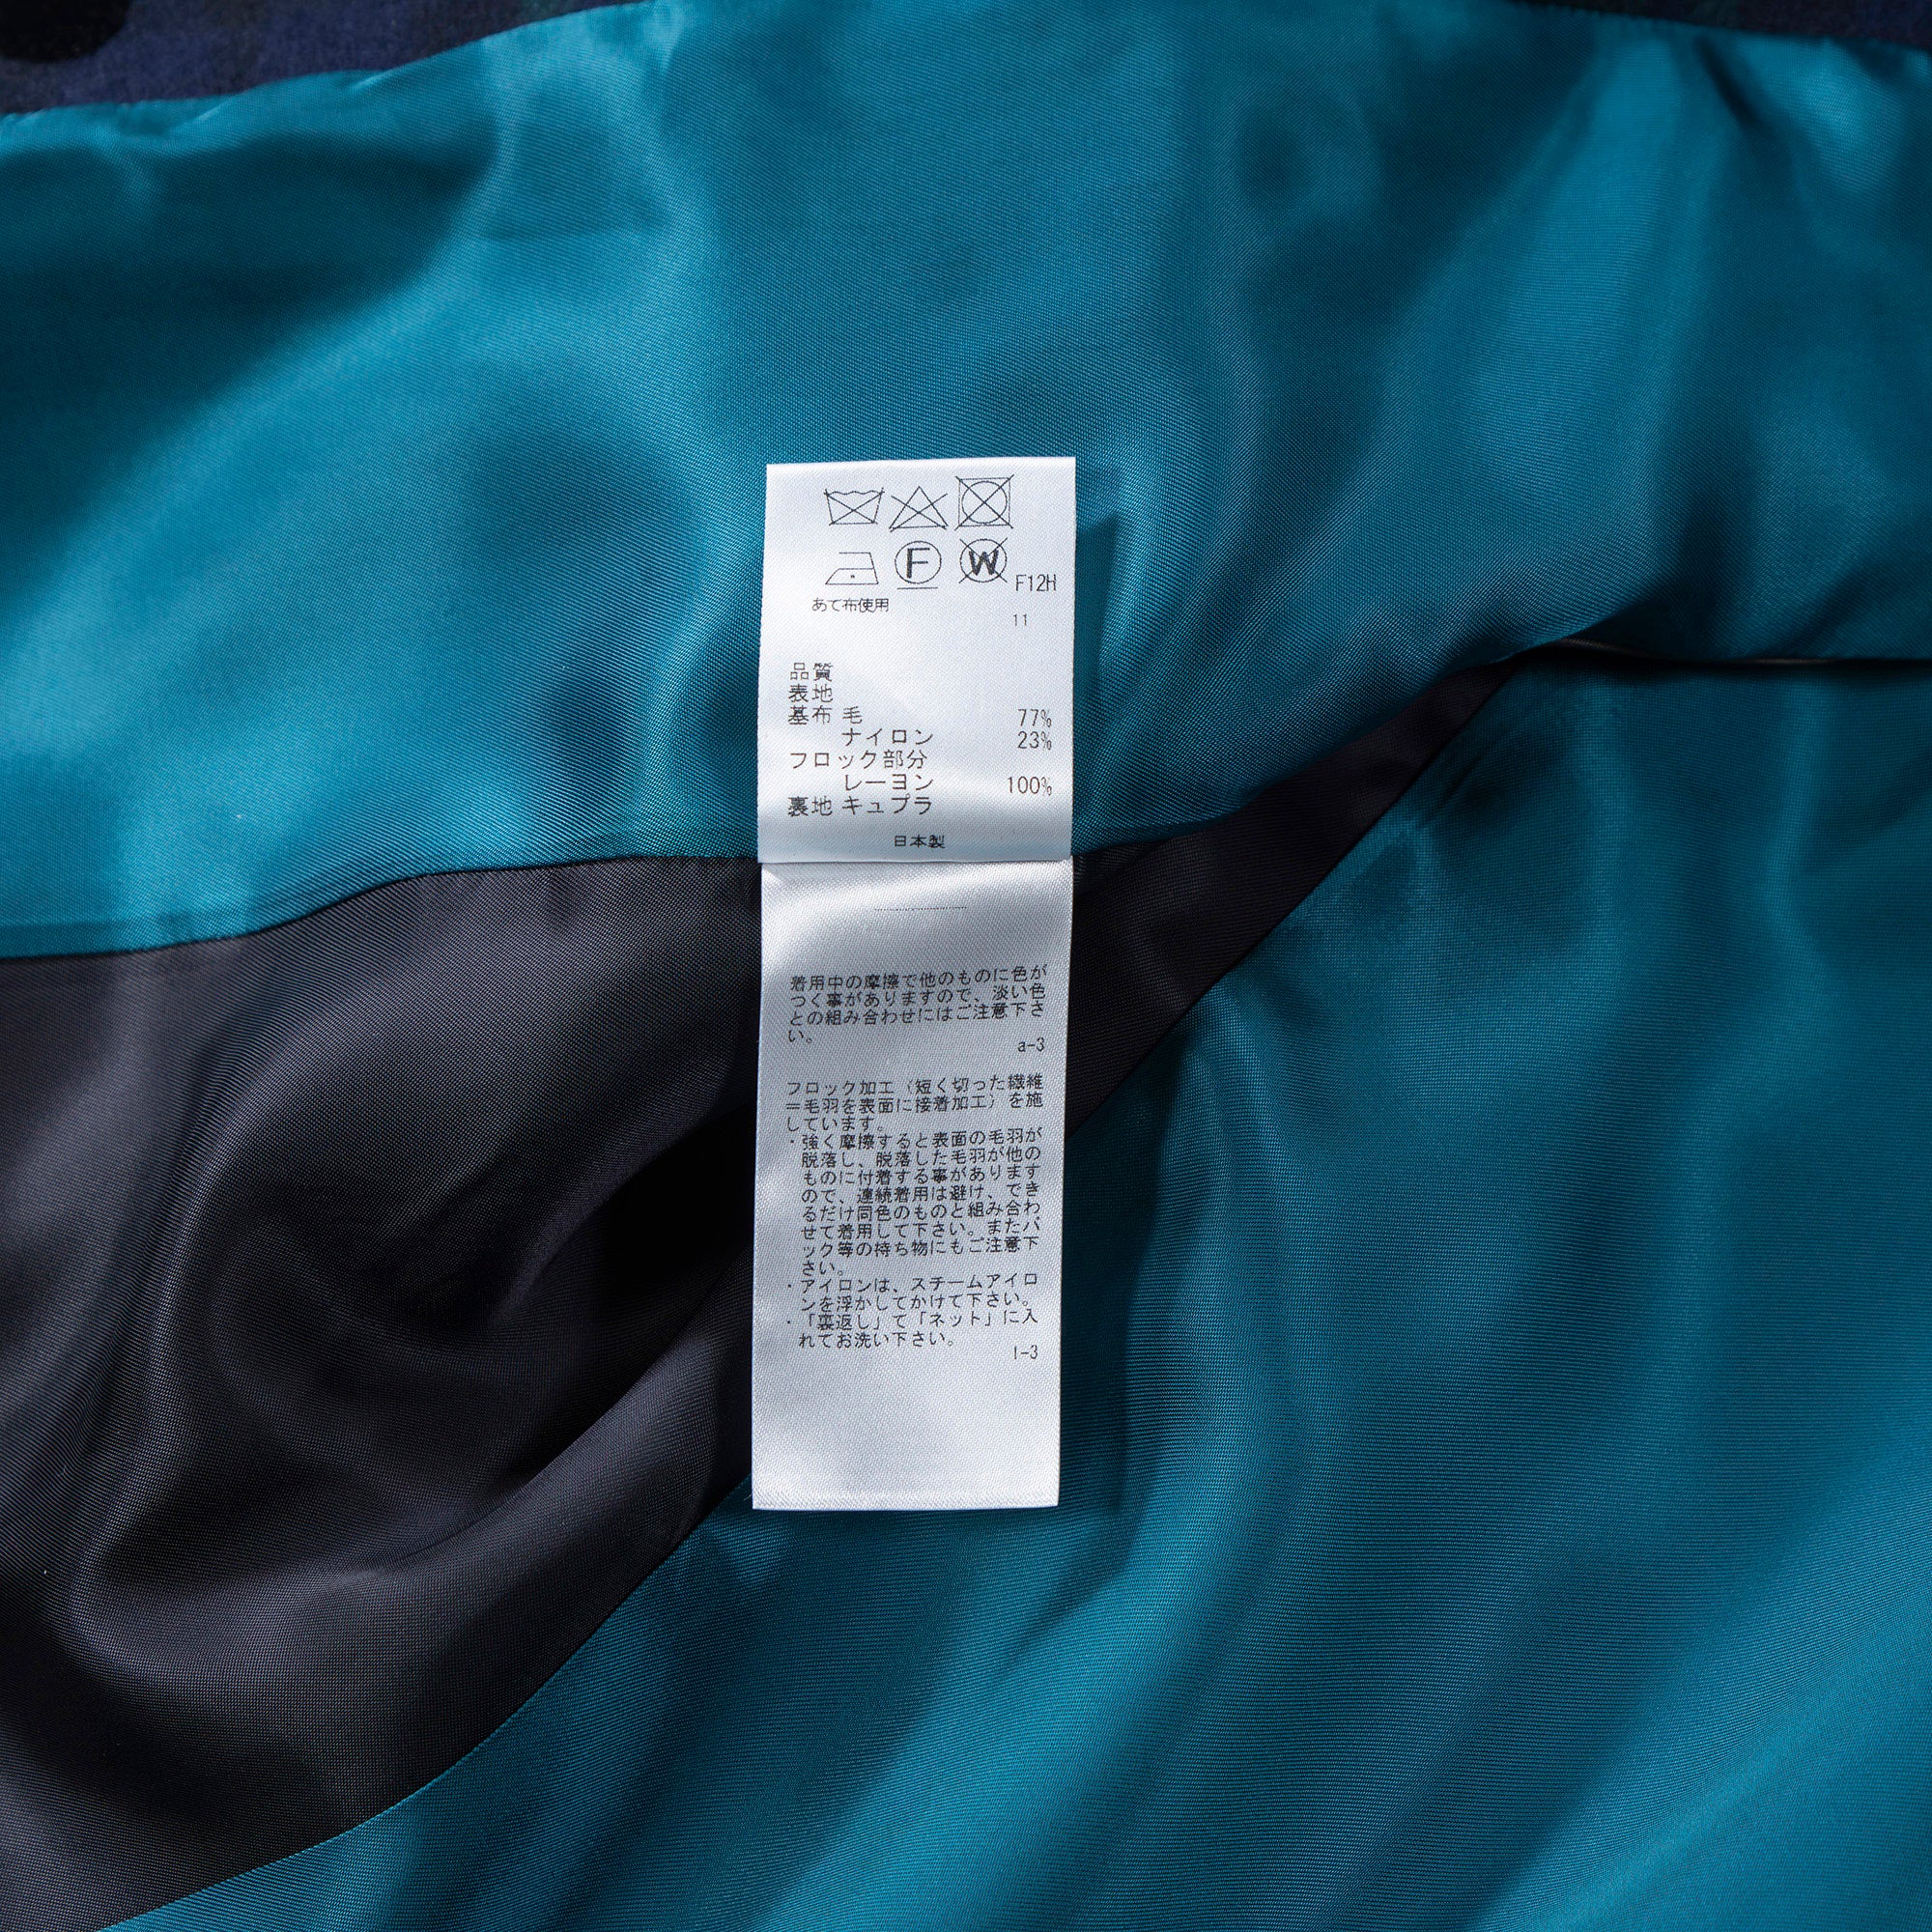 F
W
F12H
あて布使用
11
品質
表地
基布 毛 77%
ナイロン 23%
フロック部分
レーヨン 100%
裏地 キュプラ
日本製
着用中の摩擦で他のものに色が
つく事がありますので、淡い色
との組み合わせにはご注意下さ
い。
a-3
フロック加工(短く切った繊維
=毛羽を表面に接着加工)を施
しています。
・強く摩擦すると表面の毛羽が
脱落し、脱落した毛羽が他の
ものに付着する事があります
ので、連続着用は避け、でき
るだけ同色のものと組み合わ
せて着用して下さい。またバ
ック等の持ち物にもご注意下
さい。
・アイロンは、スチームアイロ
ンを浮かしてかけて下さい。
・「裏返し」て「ネット」に入
れてお洗い下さい。
I-3